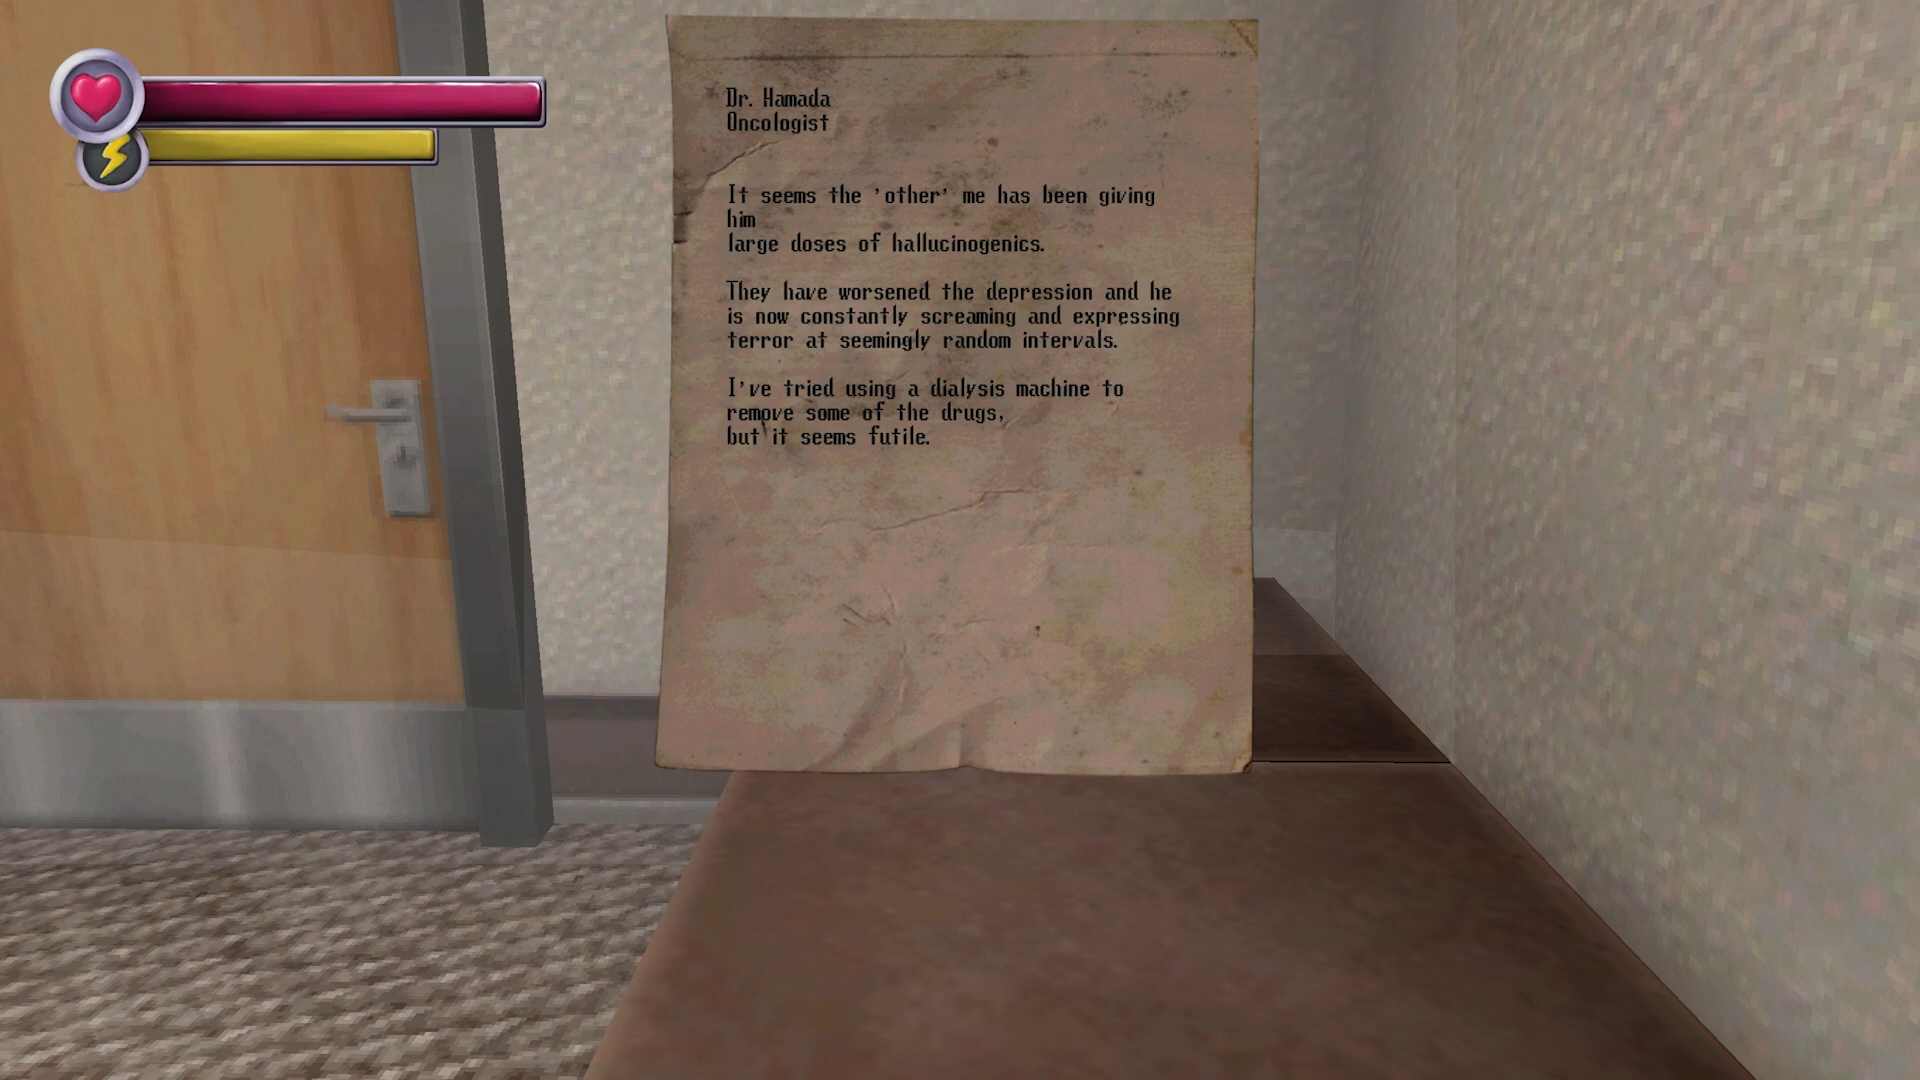 Dr. Hamada
Oncologist
It seems the 'other' me has been giving
him
large doses of hallucinogenics.
They have worsened the depression and he
is now constantly screaming and expressing
terror at seemingly random intervals.
I've tried using a dialysis machine to
remove some of the drugs,
but it seems futile.